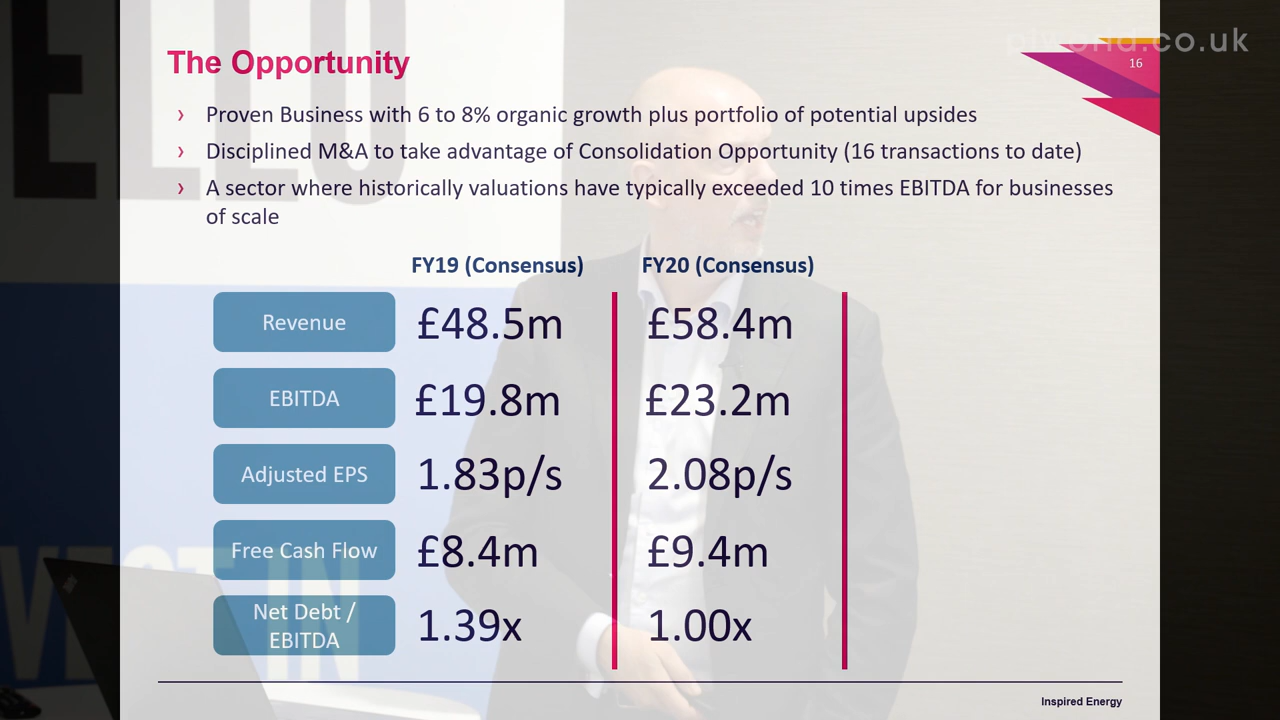 ELLO
.co.uk
The Opportunity
16
› Proven Business with 6 to 8% organic growth plus portfolio of potential upsides
› Disciplined M&A to take advantage of Consolidation Opportunity (16 transactions to date)
› A sector where historically valuations have typically exceeded 10 times EBITDA for businesses
of scale
FY19 (Consensus) FY20 (Consensus)
Revenue £48.5m £58.4m
EBITDA £19.8m £23.2m
Adjusted EPS 1.83p/s 2.08p/s
Free Cash Flow £8.4m £9.4m
Net Debt /
EBITDA 1.39x 1.00x
IN
Inspired Energy